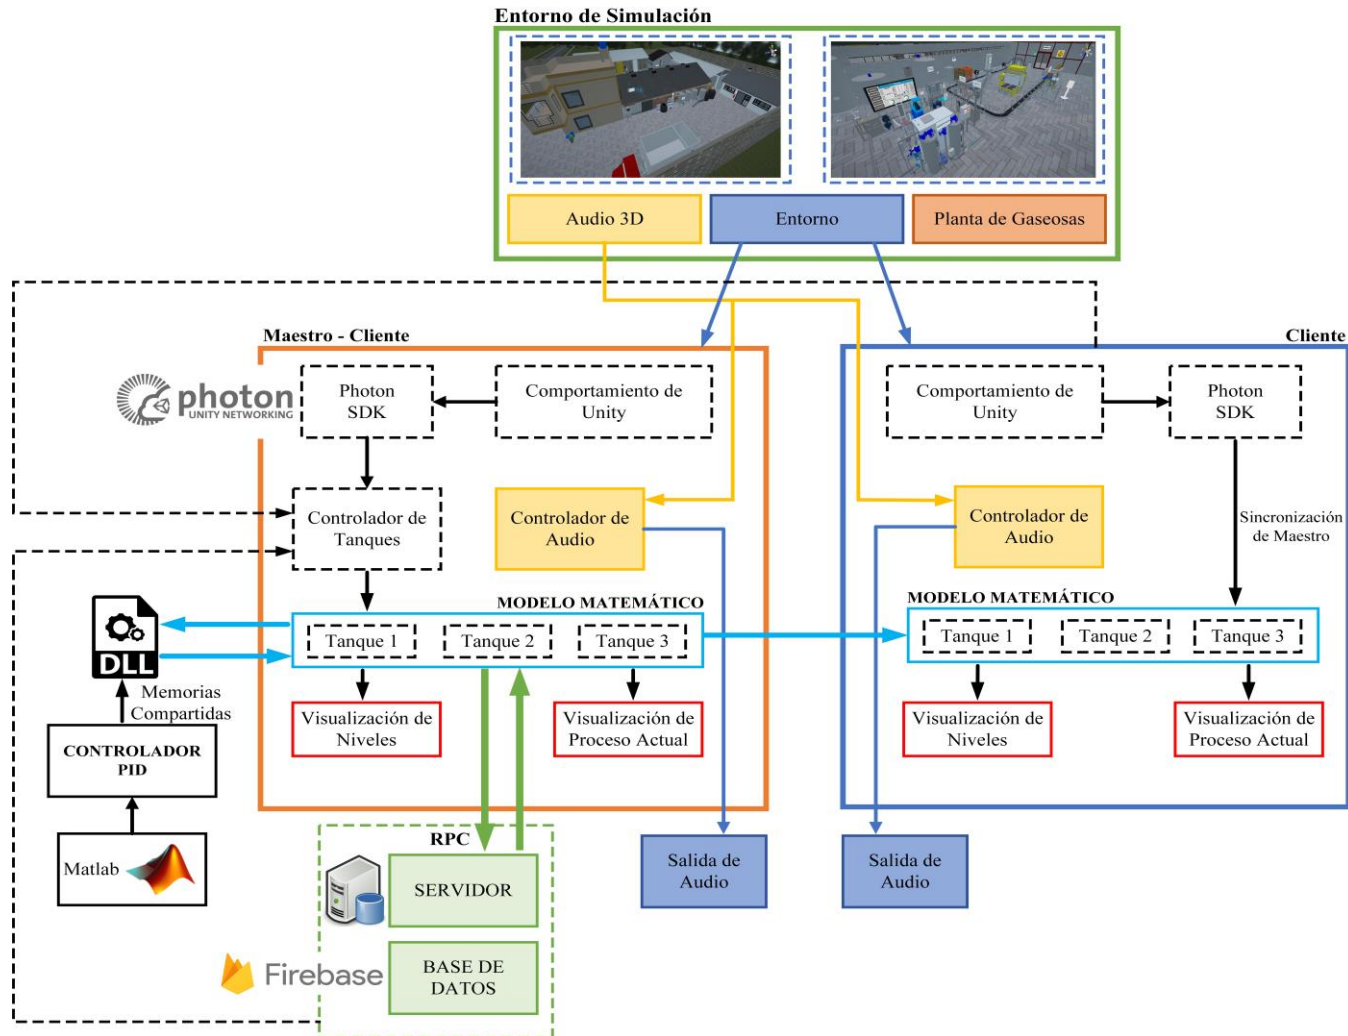 Entorno de Simulación
Audio 3D
Entorno
Planta de Gaseosas
Maestro - Cliente
Cliente
photon
UNITY NETWORKING
Photon
SDK
Comportamiento de
Unity
Comportamiento de
Unity
Photon
SDK
Controlador de
Tanques
Controlador de
Audio
Controlador de
Audio
Sincronización
de Maestro
MODELO MATEMÁTICO
MODELO MATEMÁTICO
Tanque 1
Tanque 2
Tanque 3
Tanque 1
Tanque 2
Tanque 3
DLL
Memorias
Compartidas
Visualización de
Niveles
Visualización de
Proceso Actual
Visualización de
Niveles
Visualización de
Proceso Actual
CONTROLADOR
PID
Matlab
RPC
SERVIDOR
Salida de
Audio
Salida de
Audio
Firebase
BASE DE
DATOS